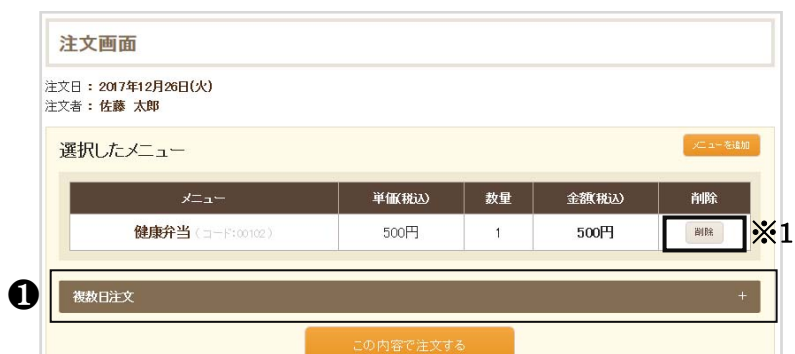 注文画面
注文日：2017年12月26日(火)
注文者：佐藤 太郎
選択したメニュー
メニューを追加
メニュー 単価(税込) 数量 金額(税込) 削除
健康弁当（コード:00102） 500円 1 500円 削除 ※1
❶ 複数日注文 +
この内容で注文する